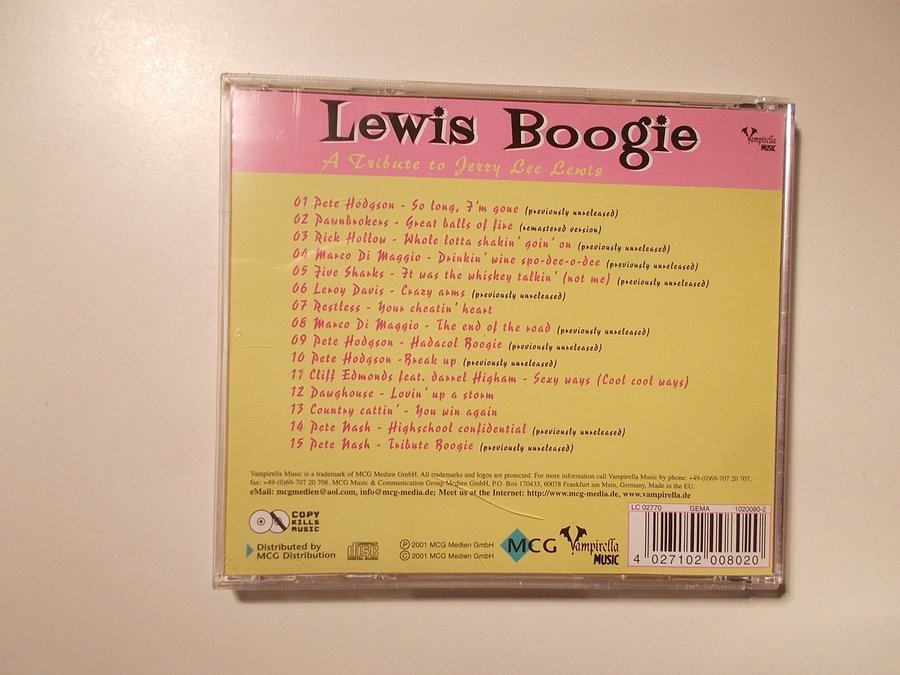 Lewis Boogie
Vampirella
MUSIC
A Tribute to Jerry Lee Lewis
01 Pete Hodgson - So long, I'm gone (previously unreleased)
02 Pawnbrokers - Great balls of fire (remastered version)
03 Rick Hollow - Whole lotta shakin' goin' on (previously unreleased)
04 Marco Di Maggio - Drinkin' wine spo-dee-o-dee (previously unreleased)
05 Five Sharks - It was the whiskey talkin' (not me) (previously unreleased)
06 Leroy Davis - Crazy arms (previously unreleased)
07 Restless - Your cheatin' heart
08 Marco Di Maggio - The end of the road (previously unreleased)
09 Pete Hodgson - Hadacol Boogie (previously unreleased)
10 Pete Hodgson -Break up (previously unreleased)
11 Cliff Edmonds feat. Darrel Higham - Sexy ways (Cool cool ways)
12 Dawghouse - Lovin' up a storm
13 Country cattin' - You win again
14 Pete Nash - Highschool confidential (previously unreleased)
15 Pete Nash - Tribute Boogie (previously unreleased)
Vampirella Music is a trademark of MCG Medien GmbH. All trademarks and logos are protected. For more information call Vampirella Music by phone: +49-(0)69-707 20 707,
fax: +49-(0)69-707 20 708. MCG Music & Communication Group Medien GmbH, P.O. Box 170433, 60078 Frankfurt am Main, Germany, Made in the EU.
eMail: mcgmedien@aol.com, info@mcg-media.de; Meet us at the Internet: http://www.mcg-media.de, www.vampirella.de
COPY
KILLS
MUSIC
Distributed by
MCG Distribution
COMPACT
disc
DIGITAL AUDIO
Ⓟ 2001 MCG Medien GmbH
© 2001 MCG Medien GmbH
MCG
Vampirella
MUSIC
LC 02770 GEMA 1020080-2
4 027102 008020